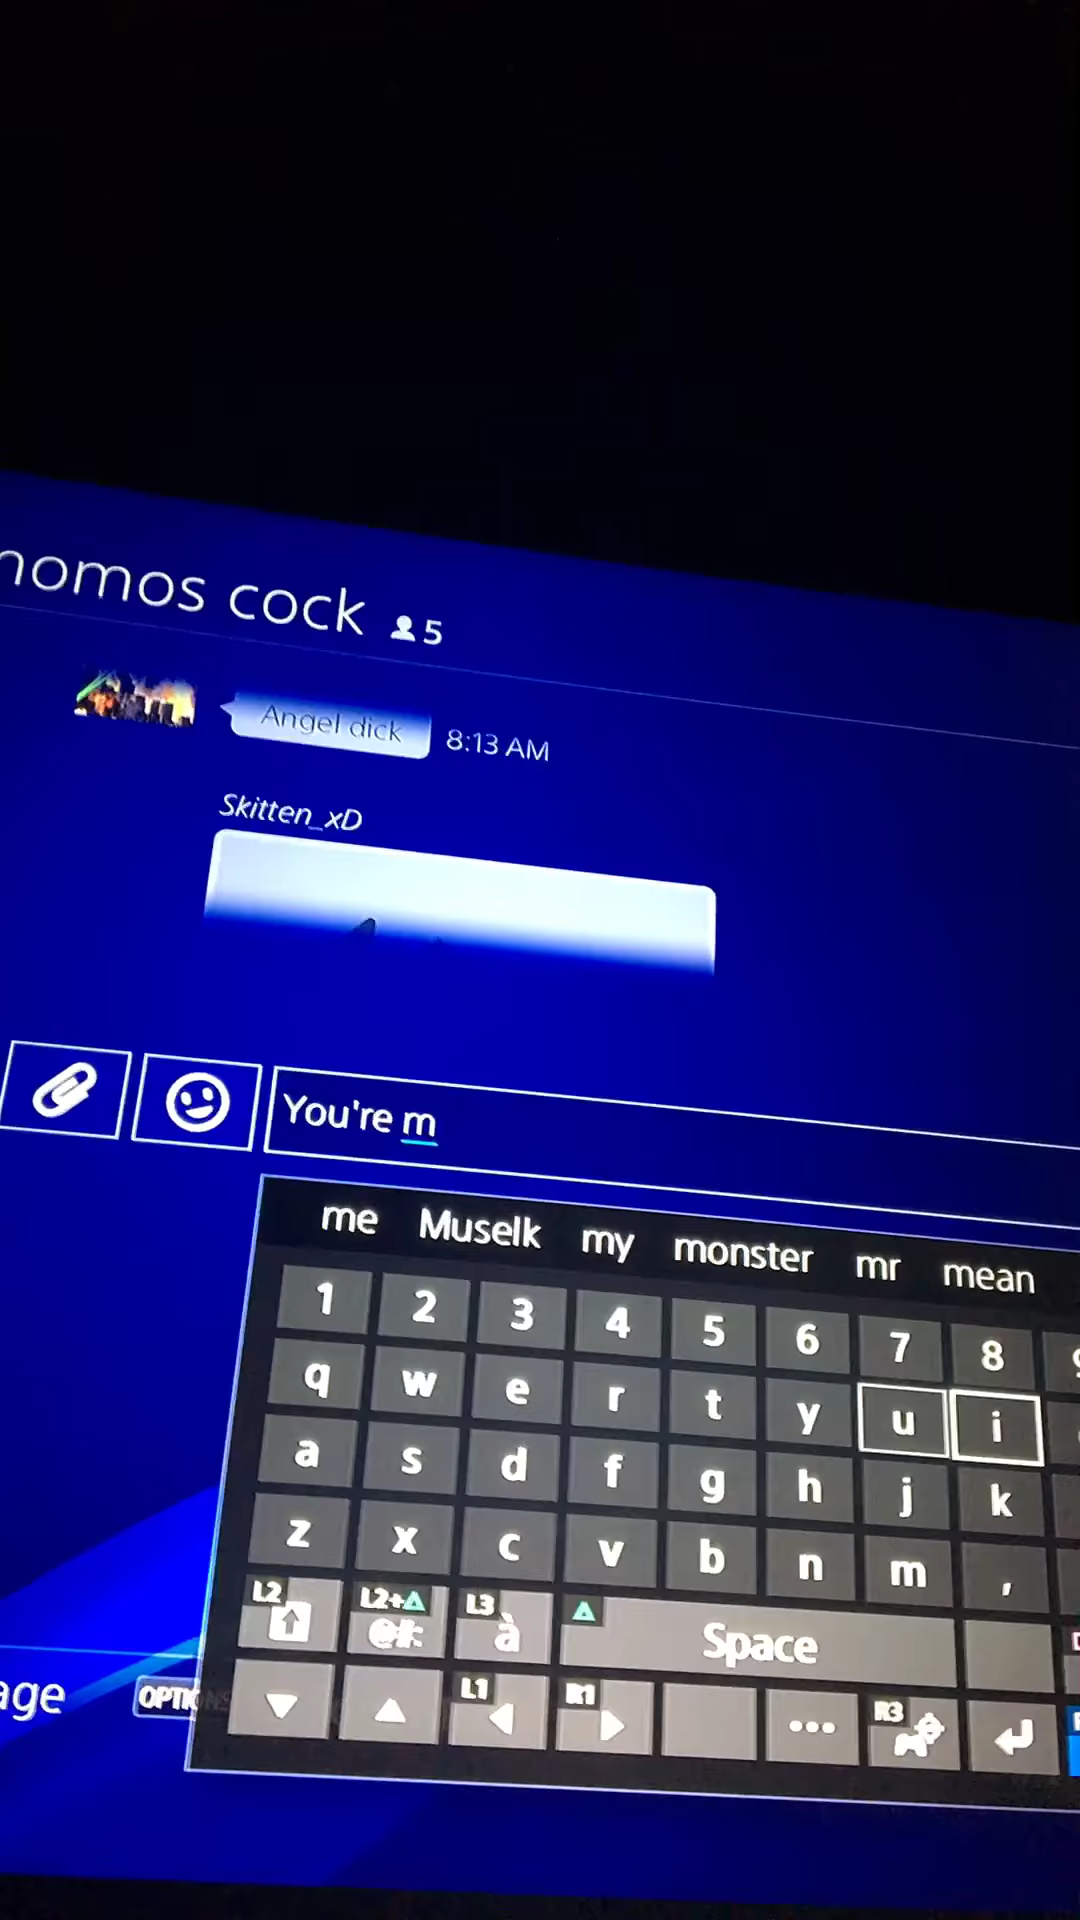 nomos cock 5
Angel dick 8:13 AM
Skitten_xD
You're m
me Muselk my monster mr mean
1 2 3 4 5 6 7 8
q w e r t y u i
a s d f g h j k
z x c v b n m ,
L2 L2+△ @#: L3 à △ Space
age OPTIONS L1 R1 ... R3